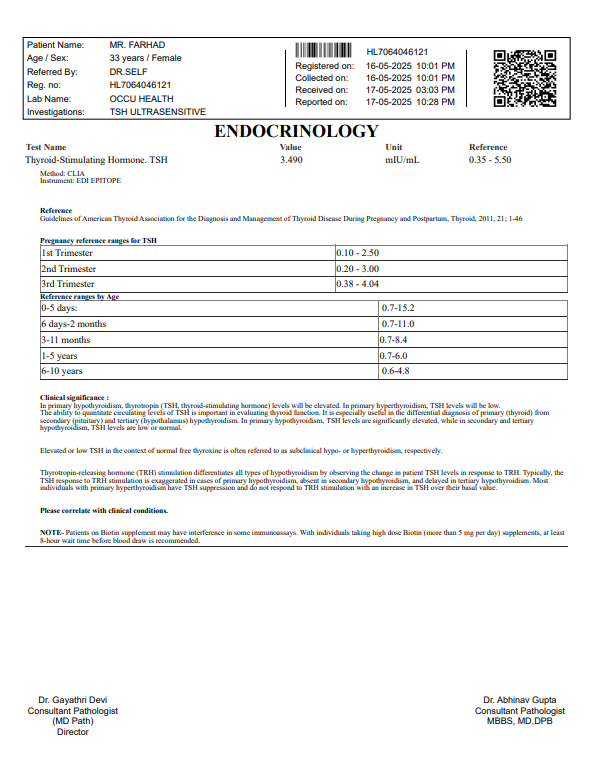 Patient Name: MR. FARHAD
Age / Sex: 33 years / Female
Referred By: DR.SELF
Reg. no: HL7064046121
Lab Name: OCCU HEALTH
Investigations: TSH ULTRASENSITIVE
HL7064046121
Registered on: 16-05-2025 10:01 PM
Collected on: 16-05-2025 10:01 PM
Received on: 17-05-2025 03:03 PM
Reported on: 17-05-2025 10:28 PM
ENDOCRINOLOGY
Test Name Value Unit Reference
Thyroid-Stimulating Hormone. TSH 3.490 mIU/mL 0.35 - 5.50
Method: CLIA
Instrument: EDI EPITOPE
Reference
Guidelines of American Thyroid Association for the Diagnosis and Management of Thyroid Disease During Pregnancy and Postpartum, Thyroid, 2011, 21; 1-46
Pregnancy reference ranges for TSH
1st Trimester 0.10 - 2.50
2nd Trimester 0.20 - 3.00
3rd Trimester 0.38 - 4.04
Reference ranges by Age
0-5 days: 0.7-15.2
6 days-2 months 0.7-11.0
3-11 months 0.7-8.4
1-5 years 0.7-6.0
6-10 years 0.6-4.8
Clinical significance :
In primary hypothyroidism, thyrotropin (TSH, thyroid-stimulating hormone) levels will be elevated. In primary hyperthyroidism, TSH levels will be low.
The ability to quantitate circulating levels of TSH is important in evaluating thyroid function. It is especially useful in the differential diagnosis of primary (thyroid) from
secondary (pituitary) and tertiary (hypothalamus) hypothyroidism. In primary hypothyroidism, TSH levels are significantly elevated, while in secondary and tertiary
hypothyroidism, TSH levels are low or normal.
Elevated or low TSH in the context of normal free thyroxine is often referred to as subclinical hypo- or hyperthyroidism, respectively.
Thyrotropin-releasing hormone (TRH) stimulation differentiates all types of hypothyroidism by observing the change in patient TSH levels in response to TRH. Typically, the
TSH response to TRH stimulation is exaggerated in cases of primary hypothyroidism, absent in secondary hypothyroidism, and delayed in tertiary hypothyroidism. Most
individuals with primary hyperthyroidism have TSH suppression and do not respond to TRH stimulation with an increase in TSH over their basal value.
Please correlate with clinical conditions.
NOTE- Patients on Biotin supplement may have interference in some immunoassays. With individuals taking high dose Biotin (more than 5 mg per day) supplements, at least
8-hour wait time before blood draw is recommended.
Dr. Gayathri Devi
Consultant Pathologist
(MD Path)
Director
Dr. Abhinav Gupta
Consultant Pathologist
MBBS, MD,DPB